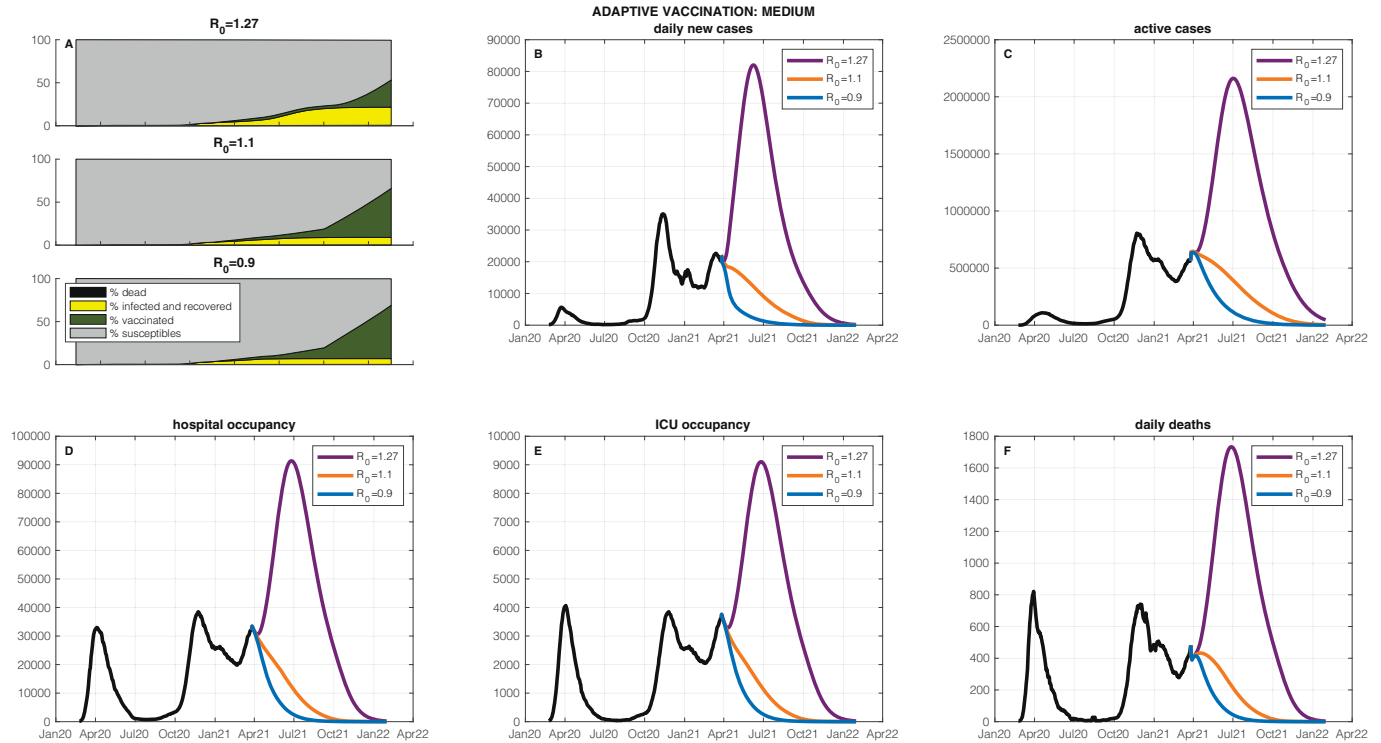 ADAPTIVE VACCINATION: MEDIUM
R0=1.27
A
100
50
0
R0=1.1
100
50
0
R0=0.9
100
50
0
% dead
% infected and recovered
% vaccinated
% susceptibles
daily new cases
B
R0=1.27
R0=1.1
R0=0.9
90000
80000
70000
60000
50000
40000
30000
20000
10000
0
Jan20 Apr20 Jul20 Oct20 Jan21 Apr21 Jul21 Oct21 Jan22 Apr22
active cases
C
R0=1.27
R0=1.1
R0=0.9
2500000
2000000
1500000
1000000
500000
0
Jan20 Apr20 Jul20 Oct20 Jan21 Apr21 Jul21 Oct21 Jan22 Apr22
hospital occupancy
D
R0=1.27
R0=1.1
R0=0.9
100000
90000
80000
70000
60000
50000
40000
30000
20000
10000
0
Jan20 Apr20 Jul20 Oct20 Jan21 Apr21 Jul21 Oct21 Jan22 Apr22
ICU occupancy
E
R0=1.27
R0=1.1
R0=0.9
10000
9000
8000
7000
6000
5000
4000
3000
2000
1000
0
Jan20 Apr20 Jul20 Oct20 Jan21 Apr21 Jul21 Oct21 Jan22 Apr22
daily deaths
F
R0=1.27
R0=1.1
R0=0.9
1800
1600
1400
1200
1000
800
600
400
200
0
Jan20 Apr20 Jul20 Oct20 Jan21 Apr21 Jul21 Oct21 Jan22 Apr22